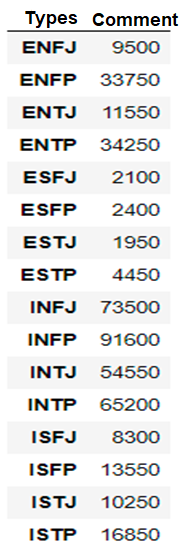 Types Comment
ENFJ 9500
ENFP 33750
ENTJ 11550
ENTP 34250
ESFJ 2100
ESFP 2400
ESTJ 1950
ESTP 4450
INFJ 73500
INFP 91600
INTJ 54550
INTP 65200
ISFJ 8300
ISFP 13550
ISTJ 10250
ISTP 16850